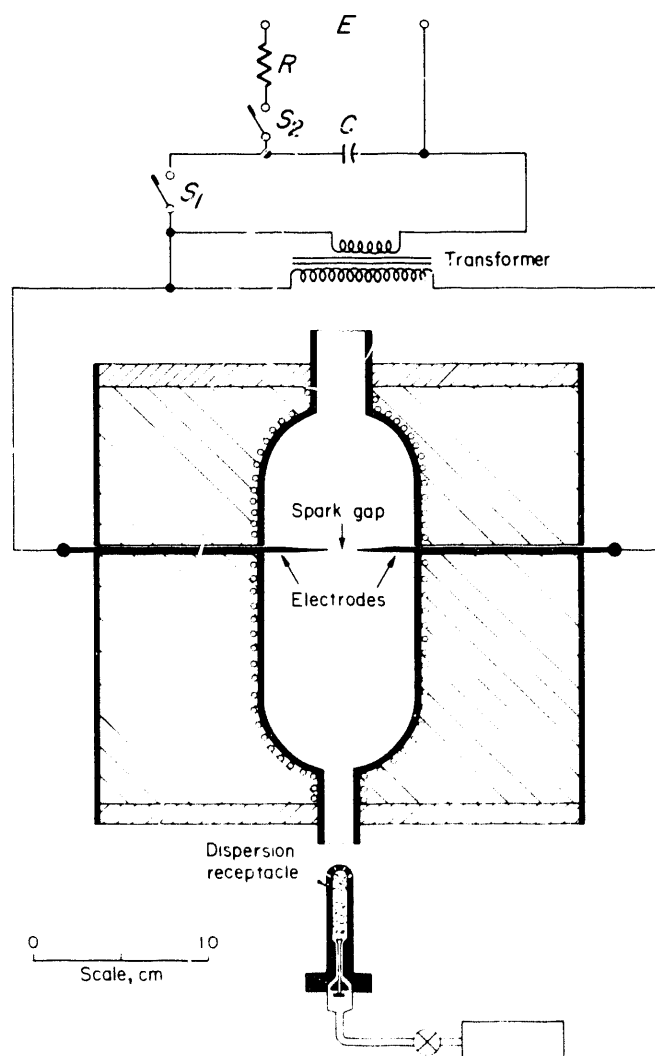 E
R
S2
C
S1
Transformer
Spark gap
Electrodes
Dispersion
receptacle
0 10
Scale, cm